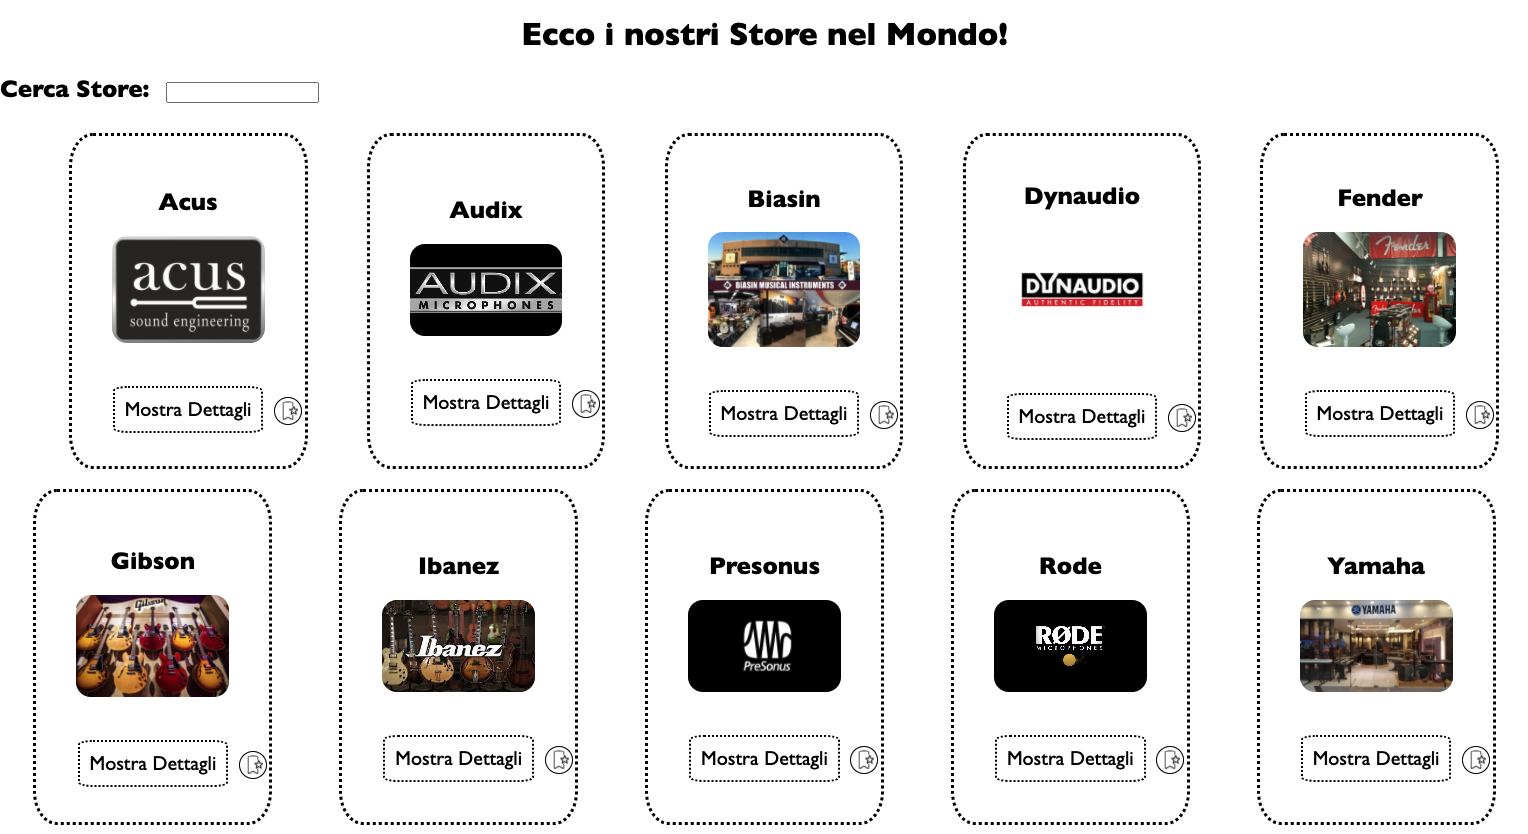 Ecco i nostri Store nel Mondo!
Cerca Store:
Acus
Audix
Biasin
Dynaudio
Fender
acus
sound engineering
AUDIX
MICROPHONES
BIASIN MUSICAL INSTRUMENTS
DYNAUDIO
AUTHENTIC FIDELITY
Fender
Mostra Dettagli
Mostra Dettagli
Mostra Dettagli
Mostra Dettagli
Mostra Dettagli
Gibson
Ibanez
Presonus
Rode
Yamaha
Gibson
Ibanez
PreSonus
RØDE
MICROPHONES
YAMAHA
Mostra Dettagli
Mostra Dettagli
Mostra Dettagli
Mostra Dettagli
Mostra Dettagli